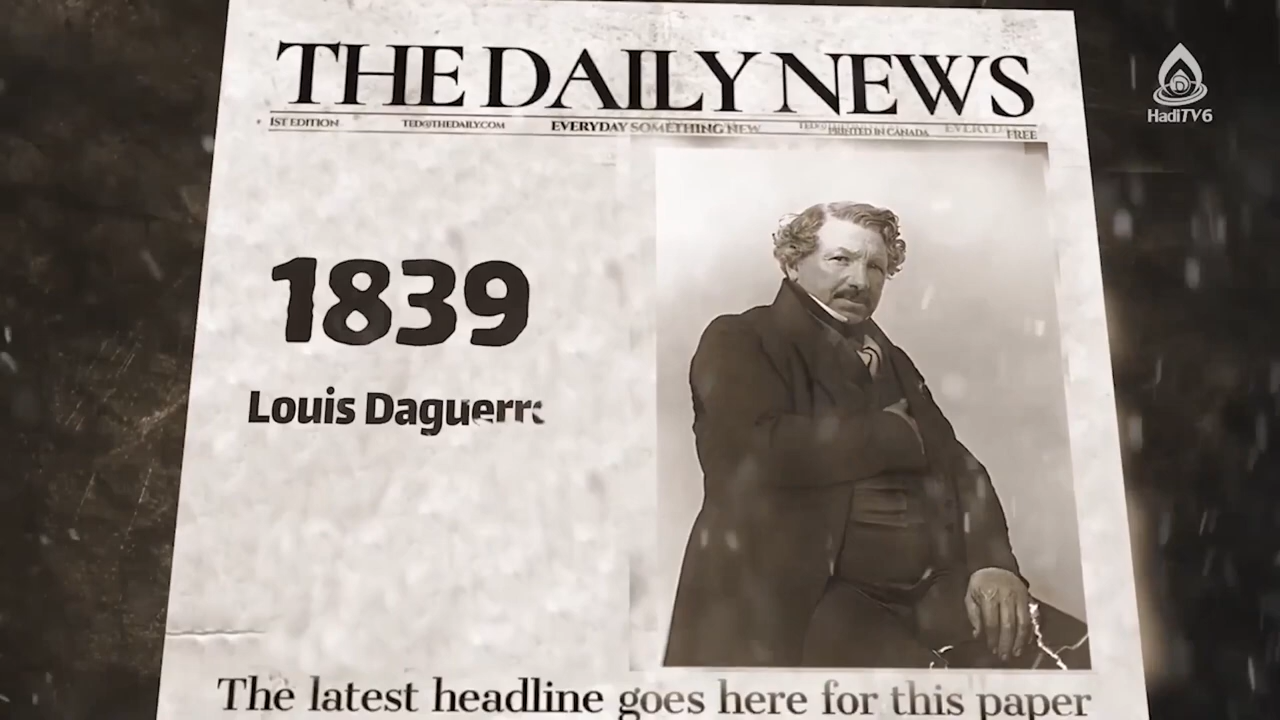 THE DAILY NEWS
HadiTV6
1ST EDITION TED@THEDAILY.COM EVERYDAY SOMETHING NEW PRINTED IN CANADA FREE
1839
Louis Daguerr
The latest headline goes here for this paper